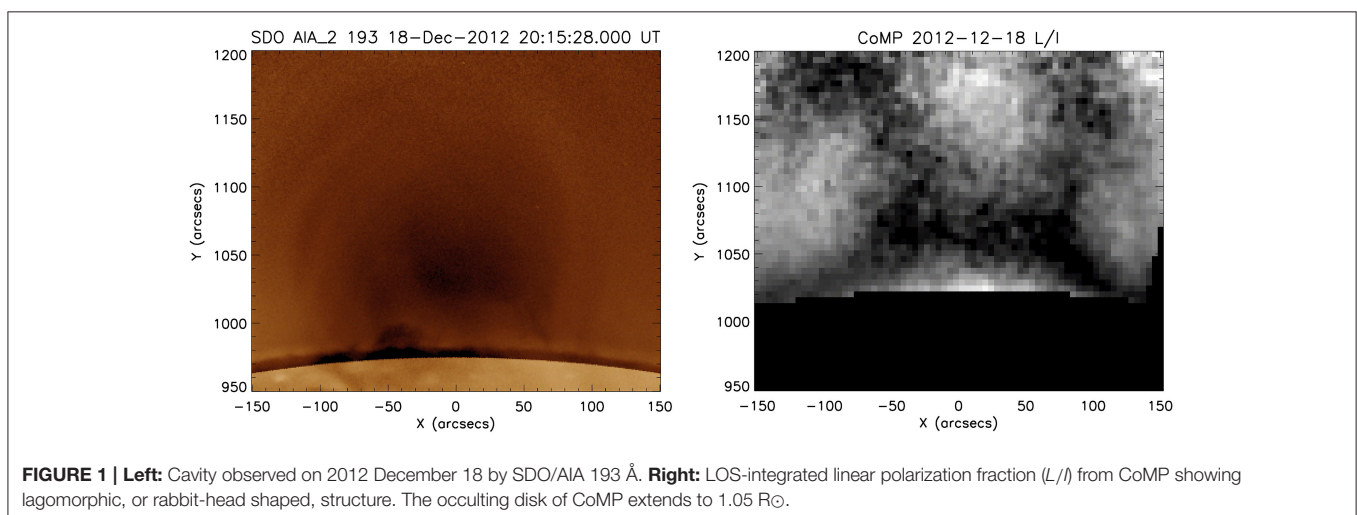 SDO AIA_2 193 18-Dec-2012 20:15:28.000 UT
1200
1150
1100
1050
1000
950
Y (arcsecs)
-150 -100 -50 0 50 100 150
X (arcsecs)
CoMP 2012-12-18 L/I
1200
1150
1100
1050
1000
950
Y (arcsecs)
-150 -100 -50 0 50 100 150
X (arcsecs)
FIGURE 1 | Left: Cavity observed on 2012 December 18 by SDO/AIA 193 Å. Right: LOS-integrated linear polarization fraction (L/I) from CoMP showing
lagomorphic, or rabbit-head shaped, structure. The occulting disk of CoMP extends to 1.05 R⊙.